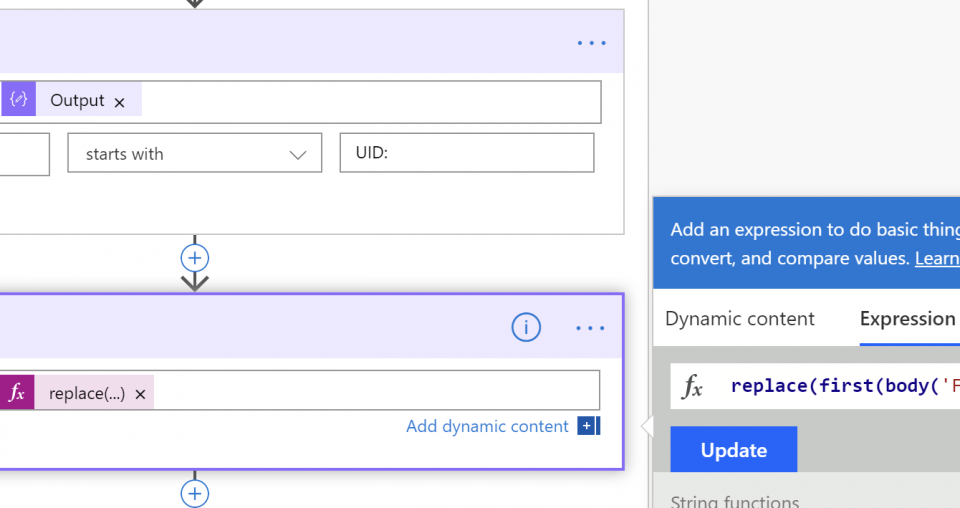 Output ×
starts with
UID:
Add an expression to do basic thing
convert, and compare values. Learn
Dynamic content Expression
fx replace(...) ×
fx replace(first(body('F
Add dynamic content
Update
String functions